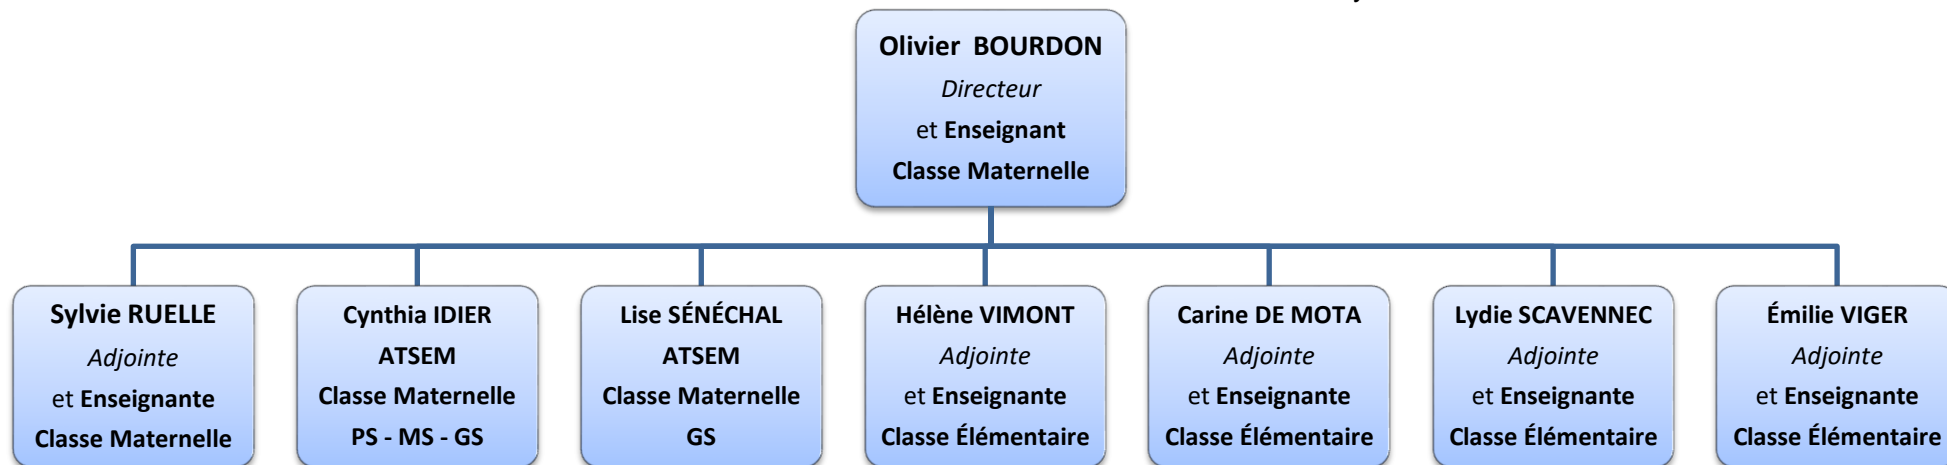 Olivier BOURDON
Directeur
et Enseignant
Classe Maternelle
Sylvie RUELLE
Adjointe
et Enseignante
Classe Maternelle
Cynthia IDIER
ATSEM
Classe Maternelle
PS - MS - GS
Lise SÉNÉCHAL
ATSEM
Classe Maternelle
GS
Hélène VIMONT
Adjointe
et Enseignante
Classe Élémentaire
Carine DE MOTA
Adjointe
et Enseignante
Classe Élémentaire
Lydie SCAVENNEC
Adjointe
et Enseignante
Classe Élémentaire
Émilie VIGER
Adjointe
et Enseignante
Classe Élémentaire